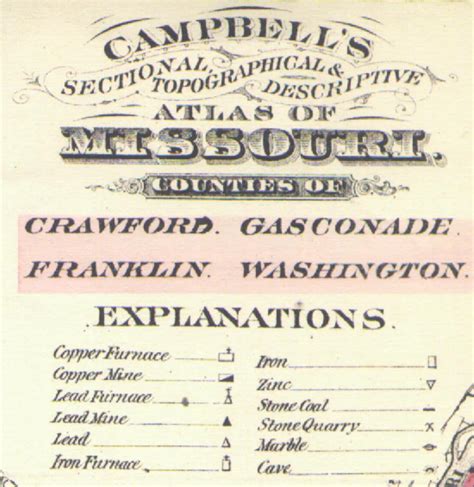 CAMPBELL'S
SECTIONAL TOPOGRAPHICAL & DESCRIPTIVE
ATLAS OF
MISSOURI.
COUNTIES OF
CRAWFORD. GASCONADE.
FRANKLIN. WASHINGTON.
EXPLANATIONS.
Copper Furnace
Copper Mine
Lead Furnace
Lead Mine
Lead
Iron Furnace
Iron
Zinc
Stone Coal
Stone Quarry
Marble
Cave